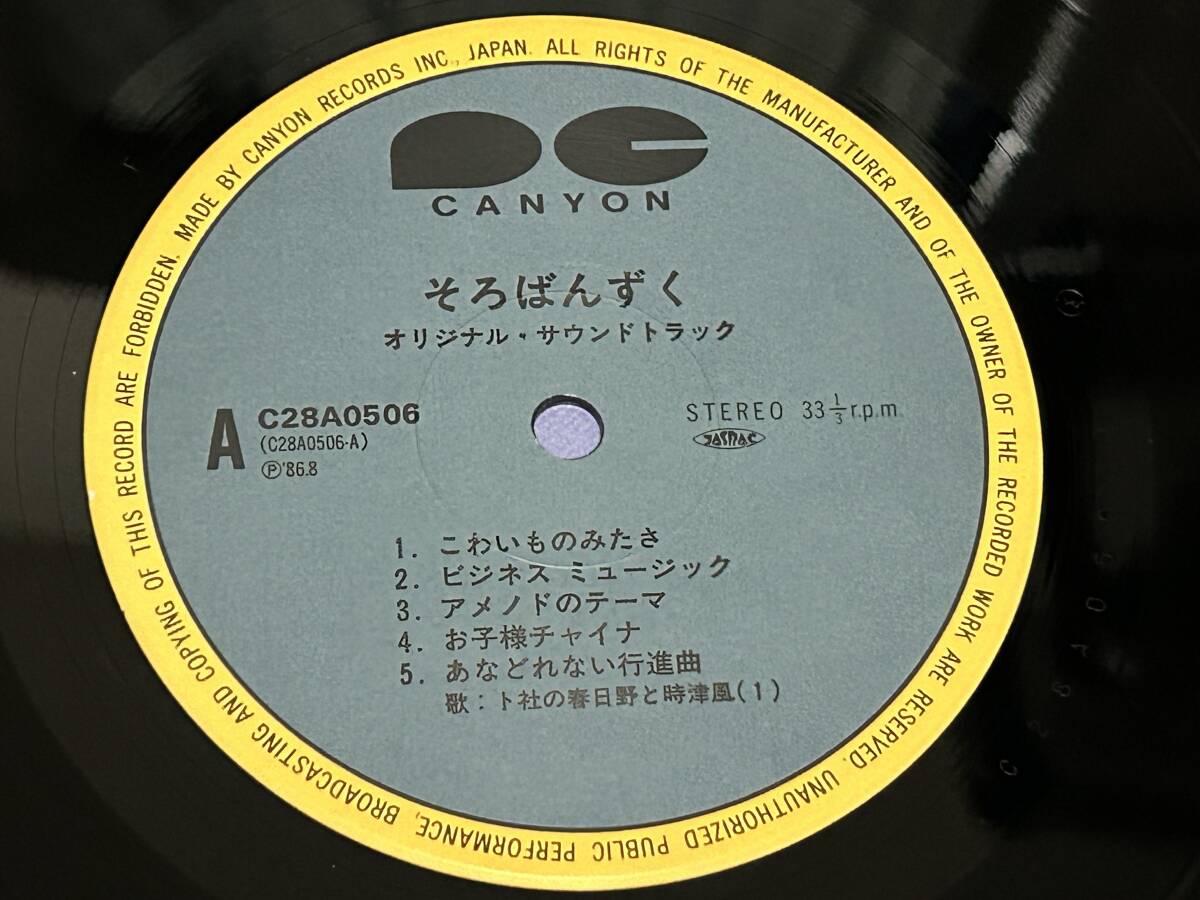 CANYON
そろばんずく
オリジナル・サウンドトラック
A
C28A0506
(C28A0506-A)
Ⓟ'86.8
STEREO 33 1/3 r.p.m.
JASRAC
1. こわいものみたさ
2. ビジネス ミュージック
3. アメノドのテーマ
4. お子様チャイナ
5. あなどれない行進曲
歌：ト社の春日野と時津風(1)
MADE BY CANYON RECORDS INC., JAPAN. ALL RIGHTS OF THE MANUFACTURER AND OF THE OWNER OF THE RECORDED WORK ARE RESERVED. UNAUTHORIZED PUBLIC PERFORMANCE, BROADCASTING AND COPYING OF THIS RECORD ARE FORBIDDEN.